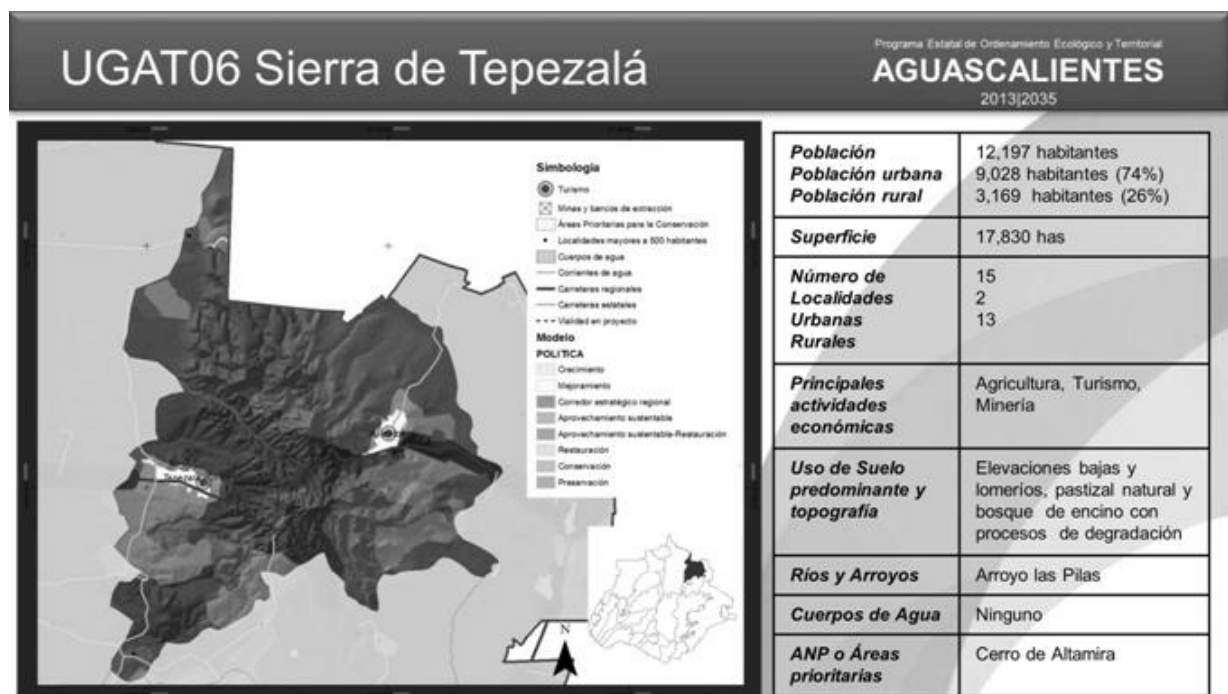 UGAT06 Sierra de Tepezalá
Programa Estatal de Ordenamiento Ecológico y Territorial
AGUASCALIENTES
2013|2035
Simbología
Turismo
Minas y bancos de extracción
Áreas Prioritarias para la Conservación
Localidades mayores a 500 habitantes
Cuerpos de agua
Corrientes de agua
Carreteras regionales
Carreteras estatales
Vialidad en proyecto
Modelo
POLITICA
Crecimiento
Mejoramiento
Corredor estratégico regional
Aprovechamiento sustentable
Aprovechamiento sustentable-Restauración
Restauración
Conservación
Preservación
Tepezalá
N
Población 12,197 habitantes
Población urbana 9,028 habitantes (74%)
Población rural 3,169 habitantes (26%)
Superficie 17,830 has
Número de 15
Localidades 2
Urbanas 13
Rurales
Principales Agricultura, Turismo,
actividades Minería
económicas
Uso de Suelo Elevaciones bajas y
predominante y lomeríos, pastizal natural y
topografía bosque de encino con
procesos de degradación
Ríos y Arroyos Arroyo las Pilas
Cuerpos de Agua Ninguno
ANP o Áreas Cerro de Altamira
prioritarias